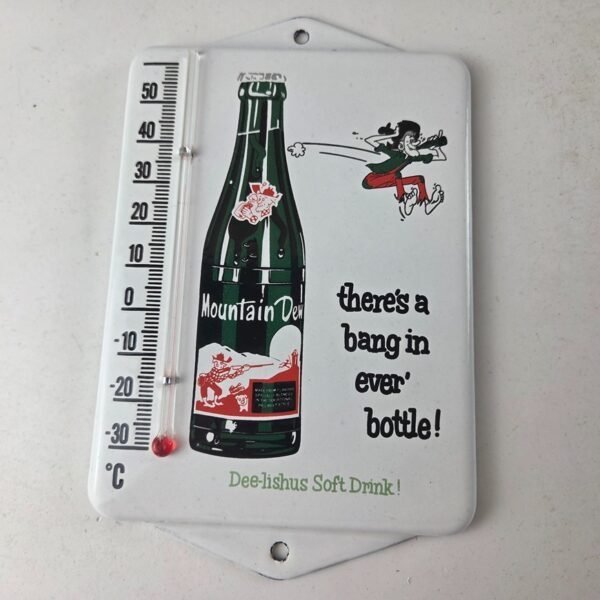 50
40
30
20
10
0
-10
-20
-30
°C
Mountain Dew
there's a
bang in
ever'
bottle!
Dee-lishus Soft Drink!